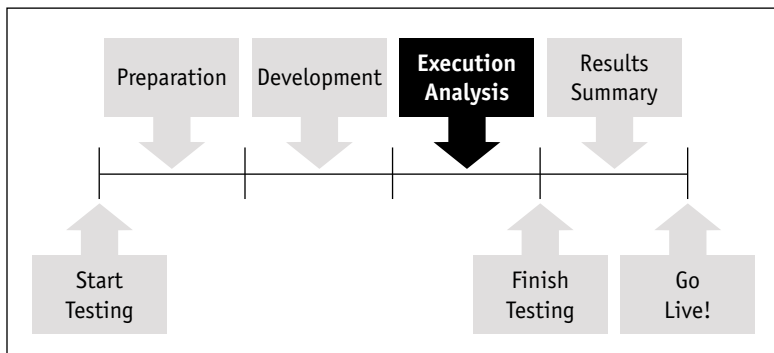 Preparation
Development
Execution
Analysis
Results
Summary
Start
Testing
Finish
Testing
Go
Live!